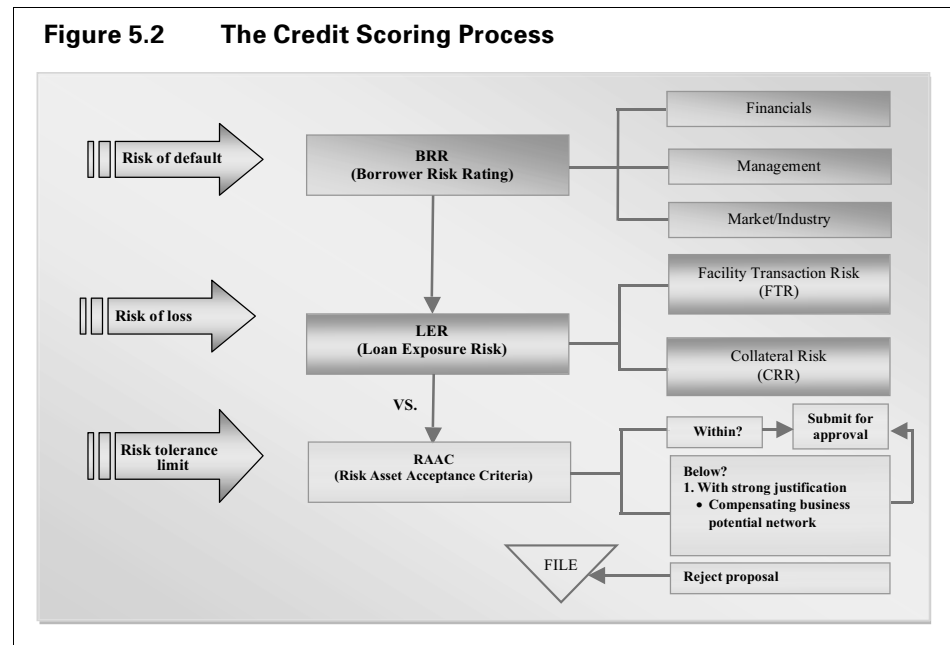 Figure 5.2 The Credit Scoring Process
Risk of default
BRR
(Borrower Risk Rating)
Financials
Management
Market/Industry
Risk of loss
LER
(Loan Exposure Risk)
Facility Transaction Risk
(FTR)
Collateral Risk
(CRR)
VS.
Risk tolerance
limit
RAAC
(Risk Asset Acceptance Criteria)
Within?
Submit for
approval
Below?
1. With strong justification
• Compensating business
potential network
FILE
Reject proposal